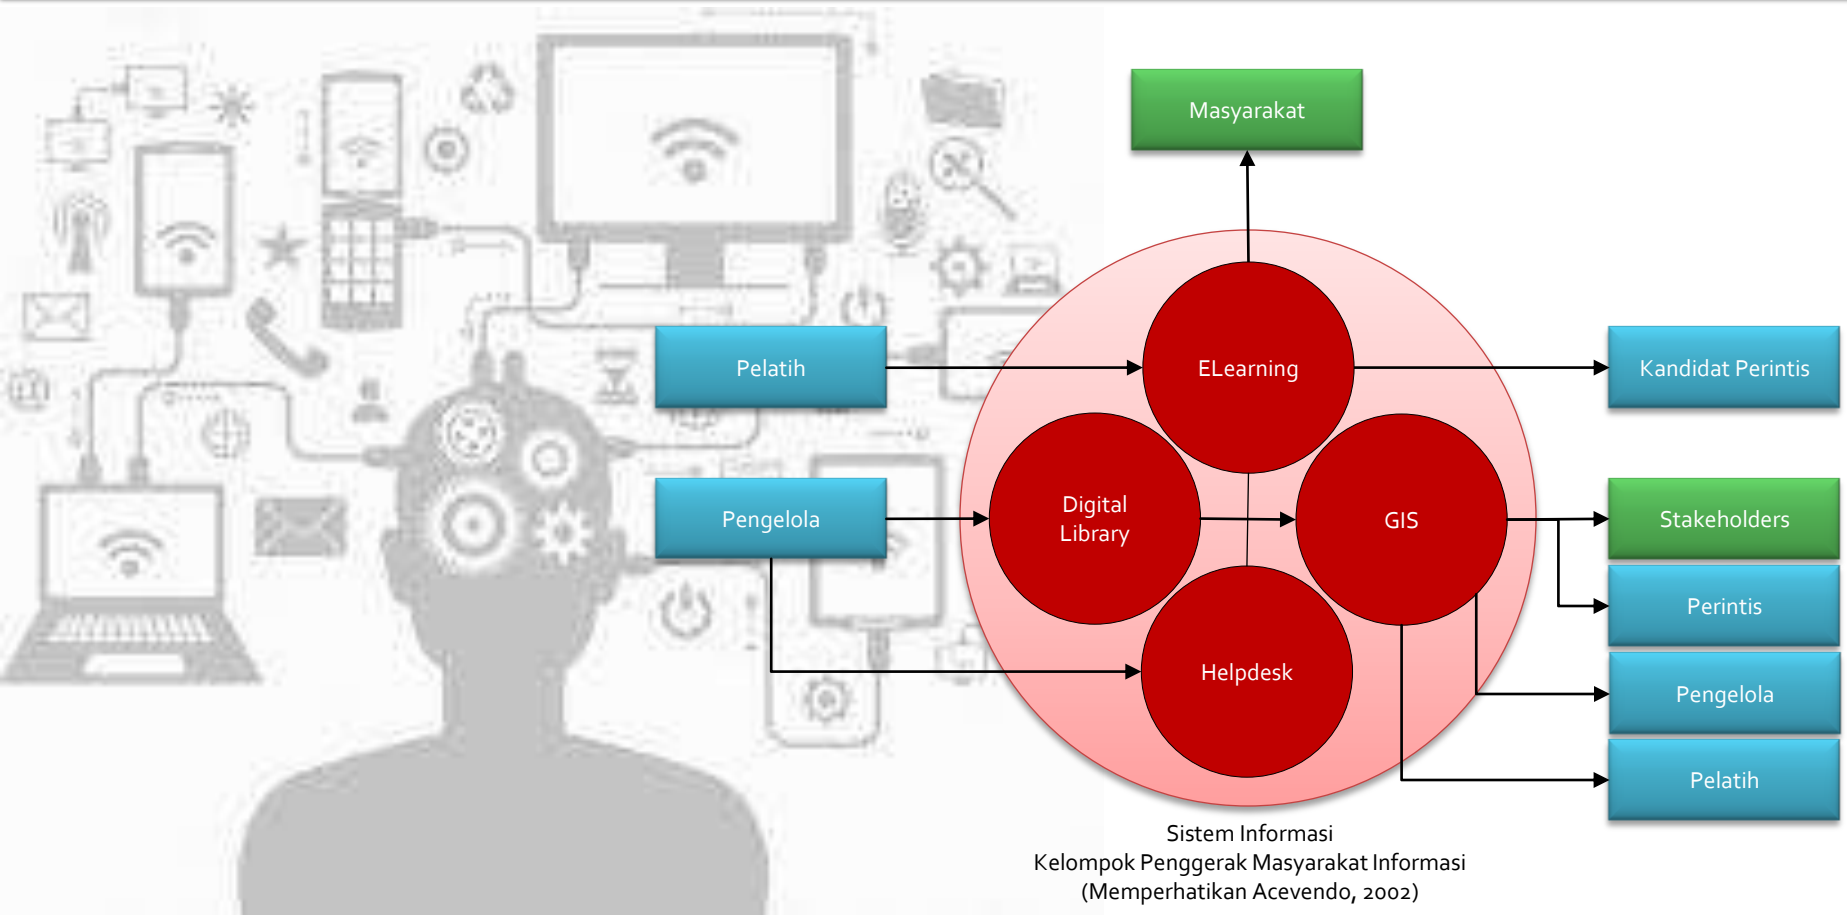 Masyarakat
Pelatih
ELearning
Kandidat Perintis
Pengelola
Digital
Library
GIS
Stakeholders
Perintis
Helpdesk
Pengelola
Pelatih
Sistem Informasi
Kelompok Penggerak Masyarakat Informasi
(Memperhatikan Acevendo, 2002)